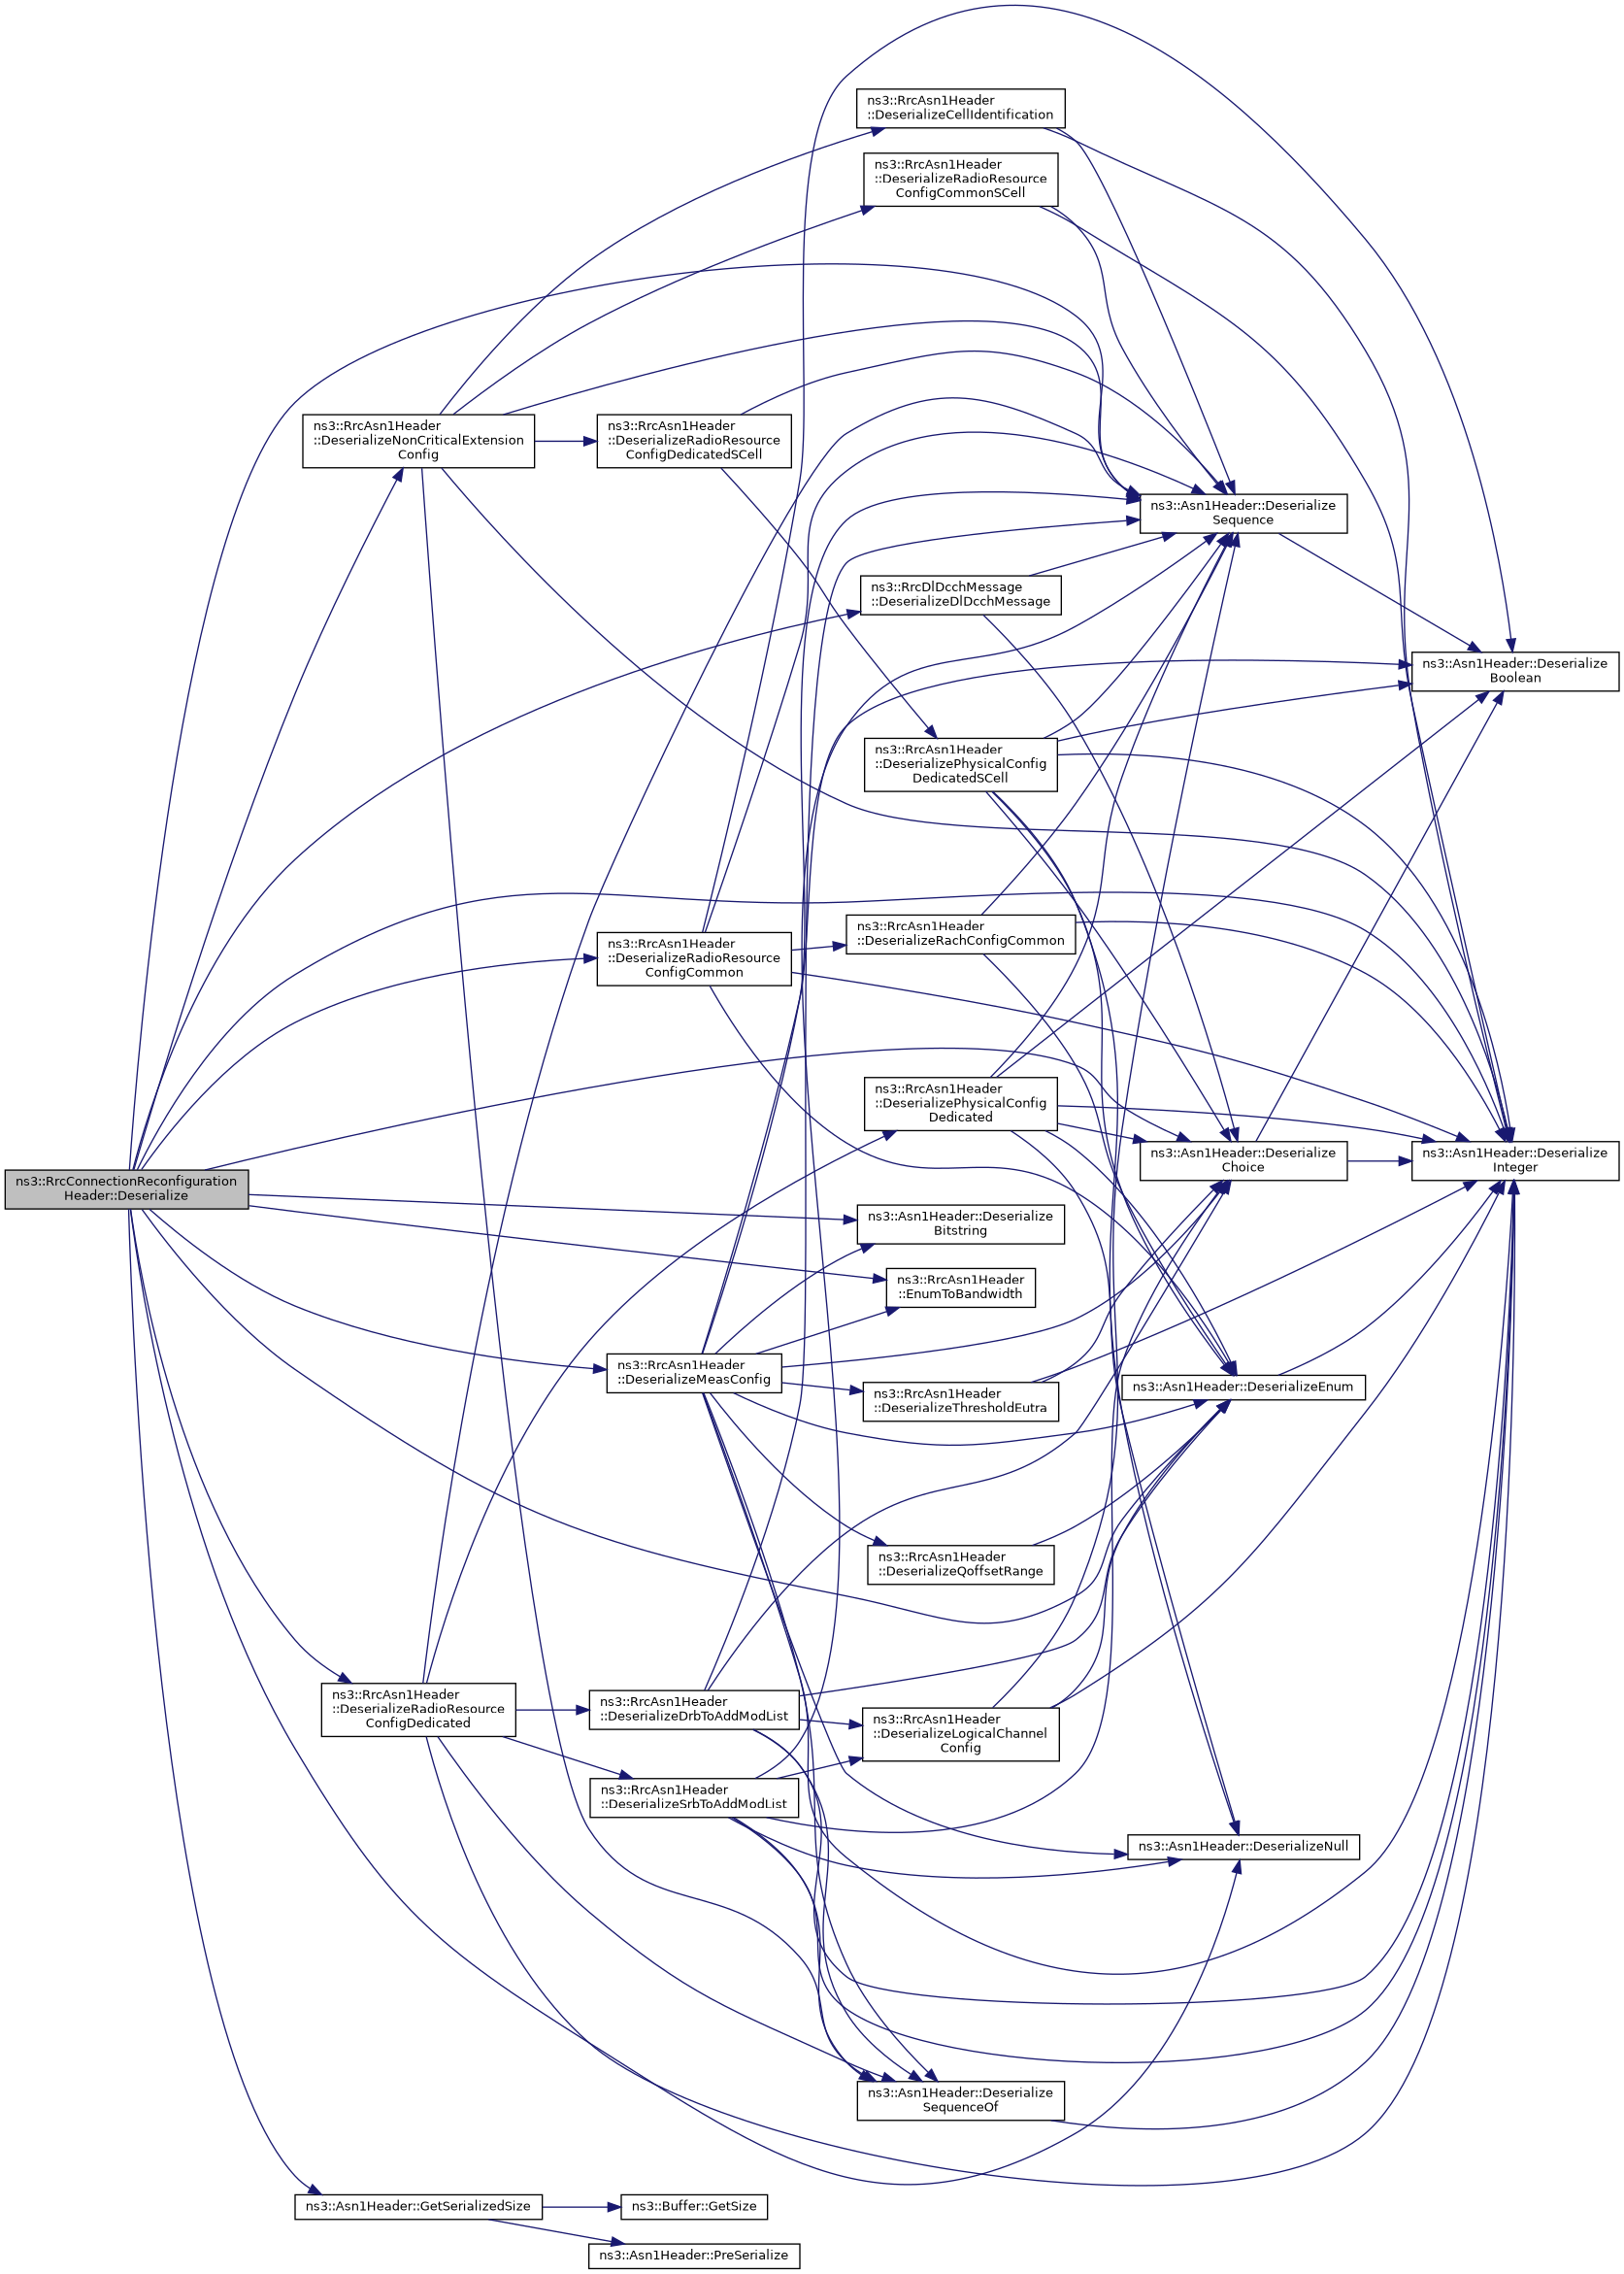 ns3::RrcAsn1Header
::DeserializeCellIdentification
ns3::RrcAsn1Header
::DeserializeRadioResource
ConfigCommonSCell
ns3::RrcAsn1Header
::DeserializeNonCriticalExtension
Config
ns3::RrcAsn1Header
::DeserializeRadioResource
ConfigDedicatedSCell
ns3::Asn1Header::Deserialize
Sequence
ns3::RrcDlDcchMessage
::DeserializeDlDcchMessage
ns3::Asn1Header::Deserialize
Boolean
ns3::RrcAsn1Header
::DeserializePhysicalConfig
DedicatedSCell
ns3::RrcAsn1Header
::DeserializeRachConfigCommon
ns3::RrcAsn1Header
::DeserializeRadioResource
ConfigCommon
ns3::RrcAsn1Header
::DeserializePhysicalConfig
Dedicated
ns3::Asn1Header::Deserialize
Choice
ns3::Asn1Header::Deserialize
Integer
ns3::RrcConnectionReconfiguration
Header::Deserialize
ns3::Asn1Header::Deserialize
Bitstring
ns3::RrcAsn1Header
::EnumToBandwidth
ns3::RrcAsn1Header
::DeserializeMeasConfig
ns3::RrcAsn1Header
::DeserializeThresholdEutra
ns3::Asn1Header::DeserializeEnum
ns3::RrcAsn1Header
::DeserializeQoffsetRange
ns3::RrcAsn1Header
::DeserializeRadioResource
ConfigDedicated
ns3::RrcAsn1Header
::DeserializeDrbToAddModList
ns3::RrcAsn1Header
::DeserializeLogicalChannel
Config
ns3::RrcAsn1Header
::DeserializeSrbToAddModList
ns3::Asn1Header::DeserializeNull
ns3::Asn1Header::Deserialize
SequenceOf
ns3::Asn1Header::GetSerializedSize
ns3::Buffer::GetSize
ns3::Asn1Header::PreSerialize